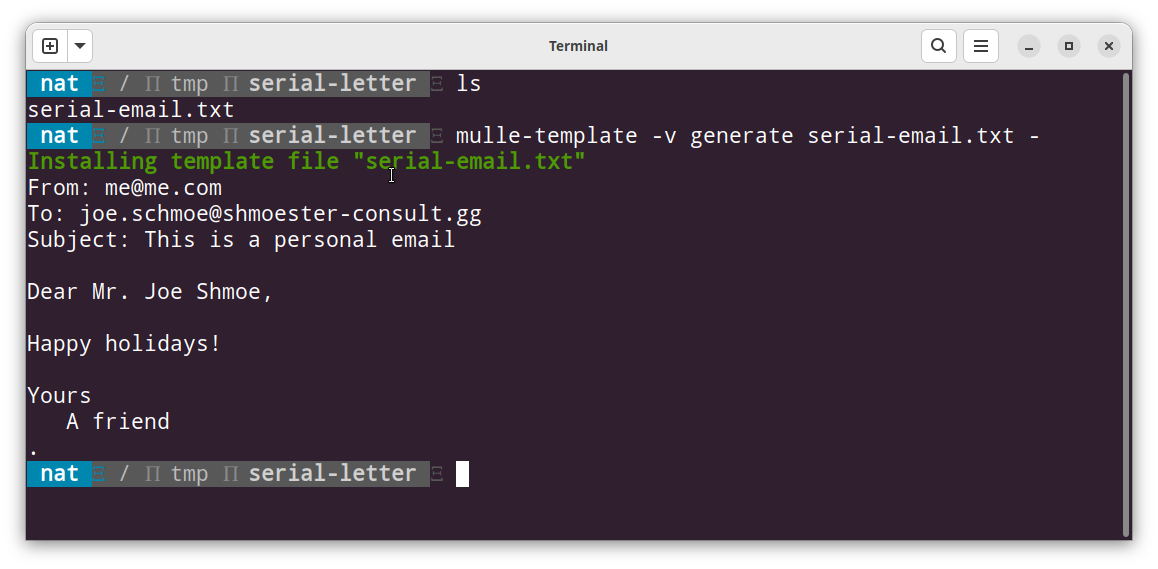 Terminal
nat Ξ / Π tmp Π serial-letter Ξ ls
serial-email.txt
nat Ξ / Π tmp Π serial-letter Ξ mulle-template -v generate serial-email.txt -
Installing template file "serial-email.txt"
From: me@me.com
To: joe.schmoe@shmoester-consult.gg
Subject: This is a personal email
Dear Mr. Joe Shmoe,
Happy holidays!
Yours
A friend
.
nat Ξ / Π tmp Π serial-letter Ξ